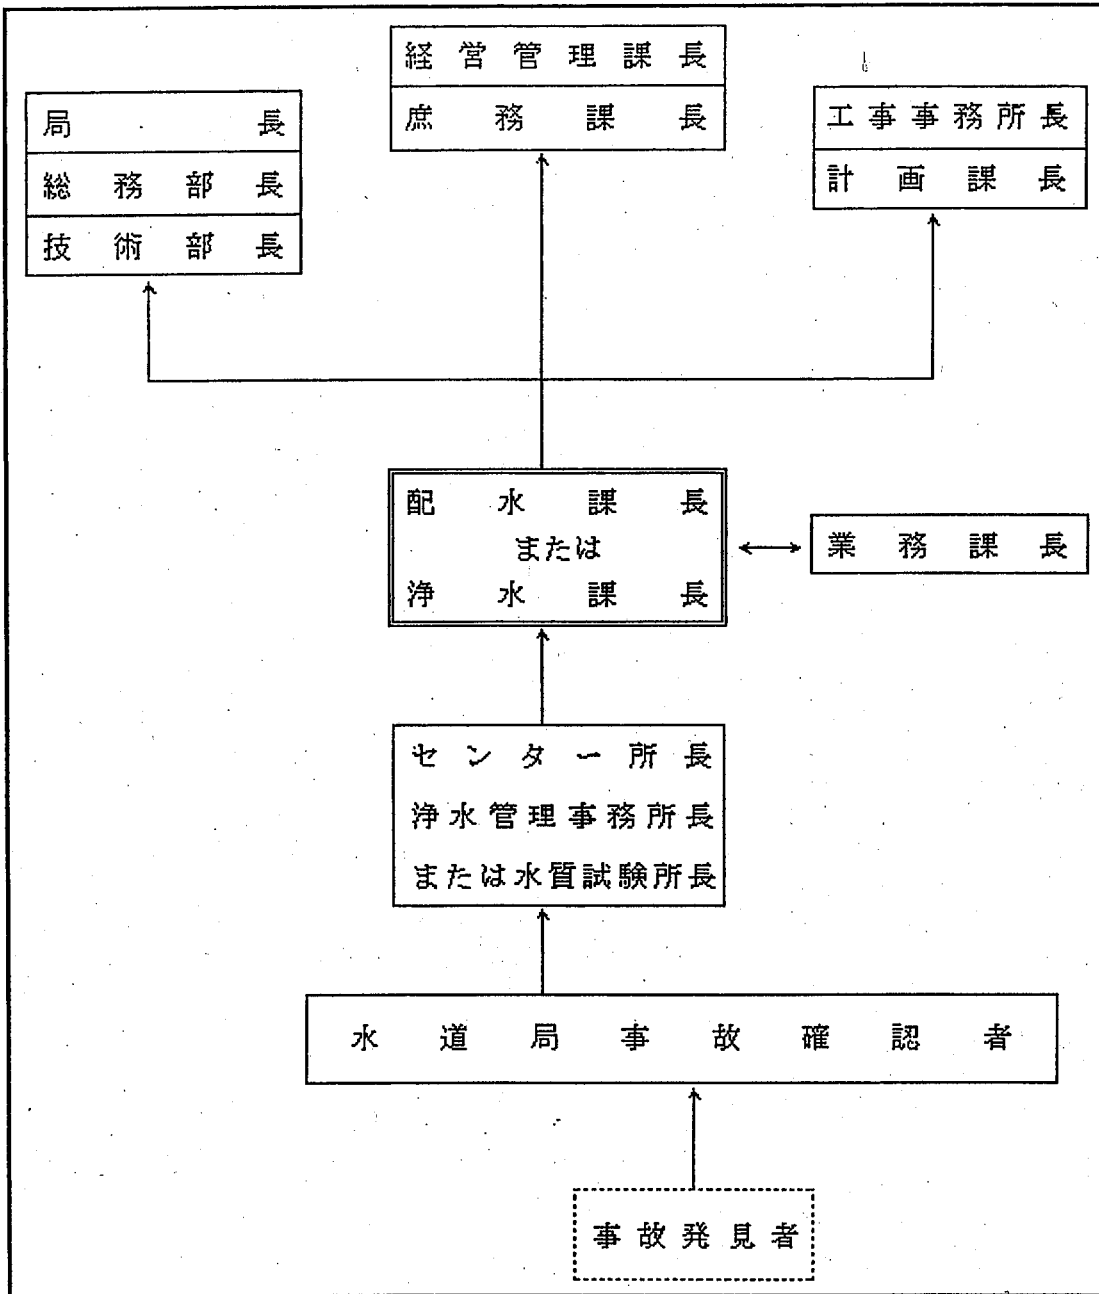 経営管理課長
庶務課長
局長
総務部長
技術部長
工事事務所長
計画課長
配水課長
または
浄水課長
業務課長
センター所長
浄水管理事務所長
または水質試験所長
水道局事故確認者
事故発見者